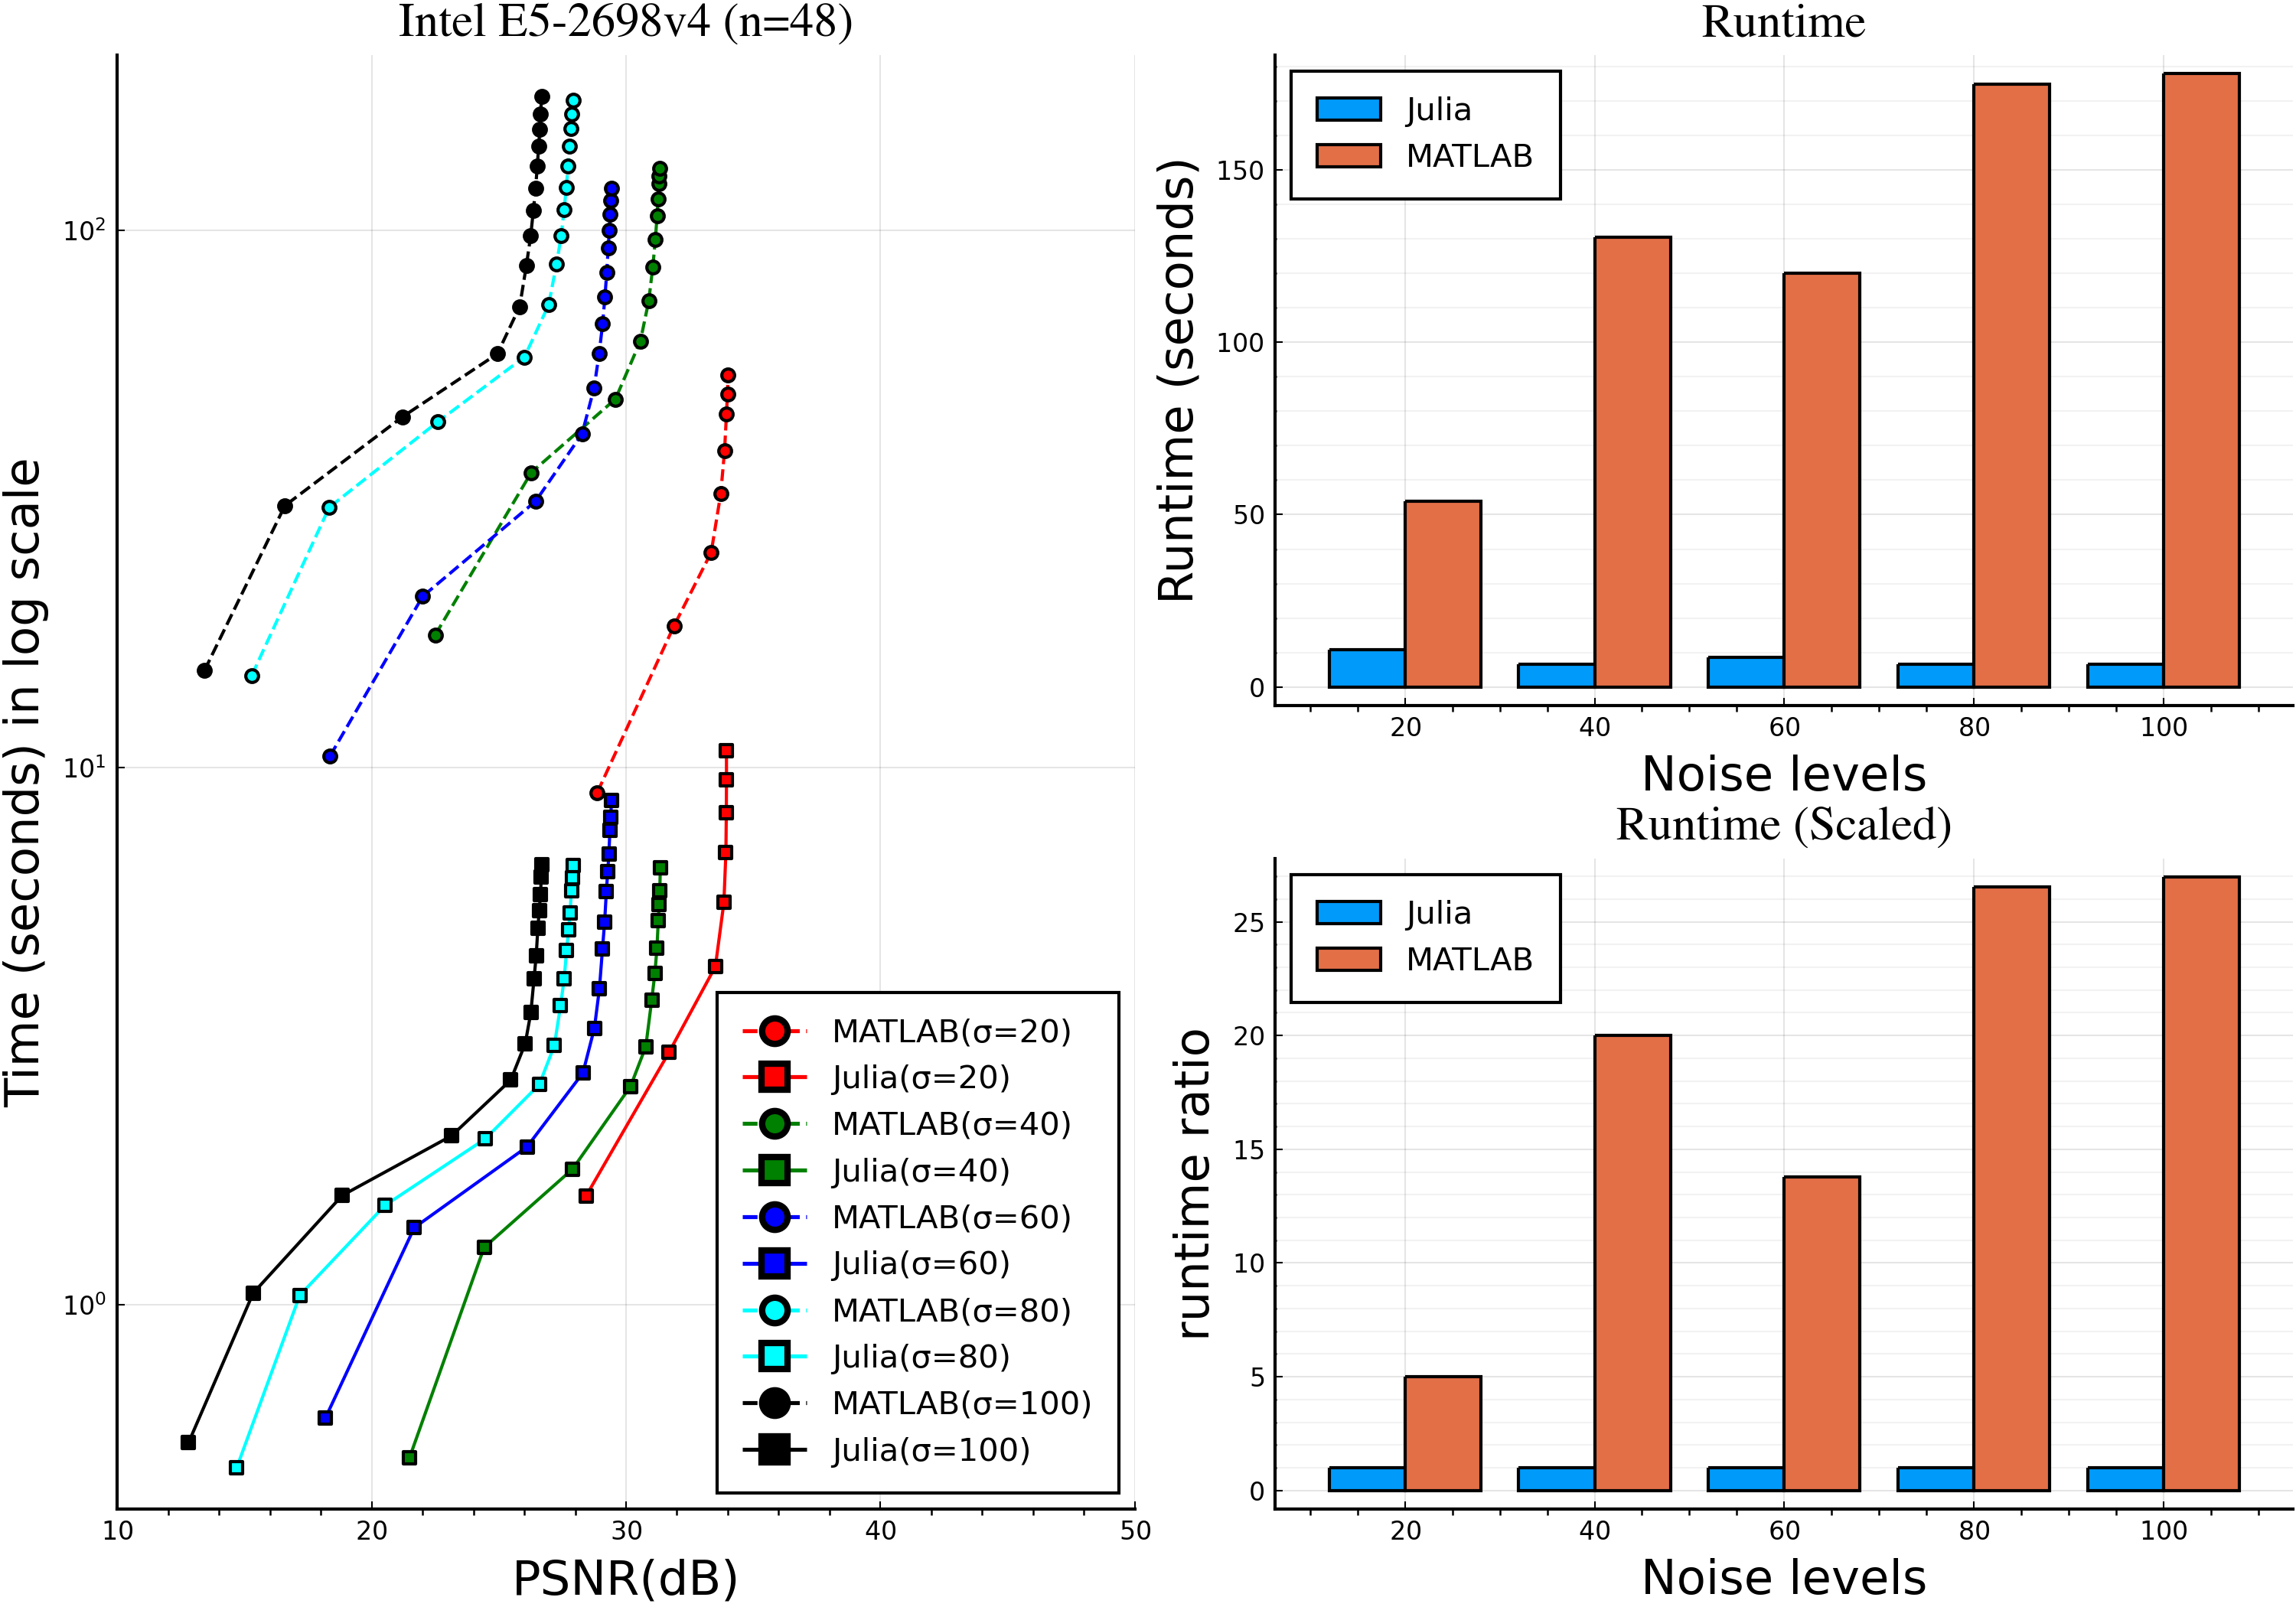 Intel E5-2698v4 (n=48)
Time (seconds) in log scale
10²
10¹
10⁰
MATLAB(σ=20)
Julia(σ=20)
MATLAB(σ=40)
Julia(σ=40)
MATLAB(σ=60)
Julia(σ=60)
MATLAB(σ=80)
Julia(σ=80)
MATLAB(σ=100)
Julia(σ=100)
10 20 30 40 50
PSNR(dB)
Runtime
Runtime (seconds)
Julia
MATLAB
150
100
50
0
20 40 60 80 100
Noise levels
Runtime (Scaled)
runtime ratio
Julia
MATLAB
25
20
15
10
5
0
20 40 60 80 100
Noise levels